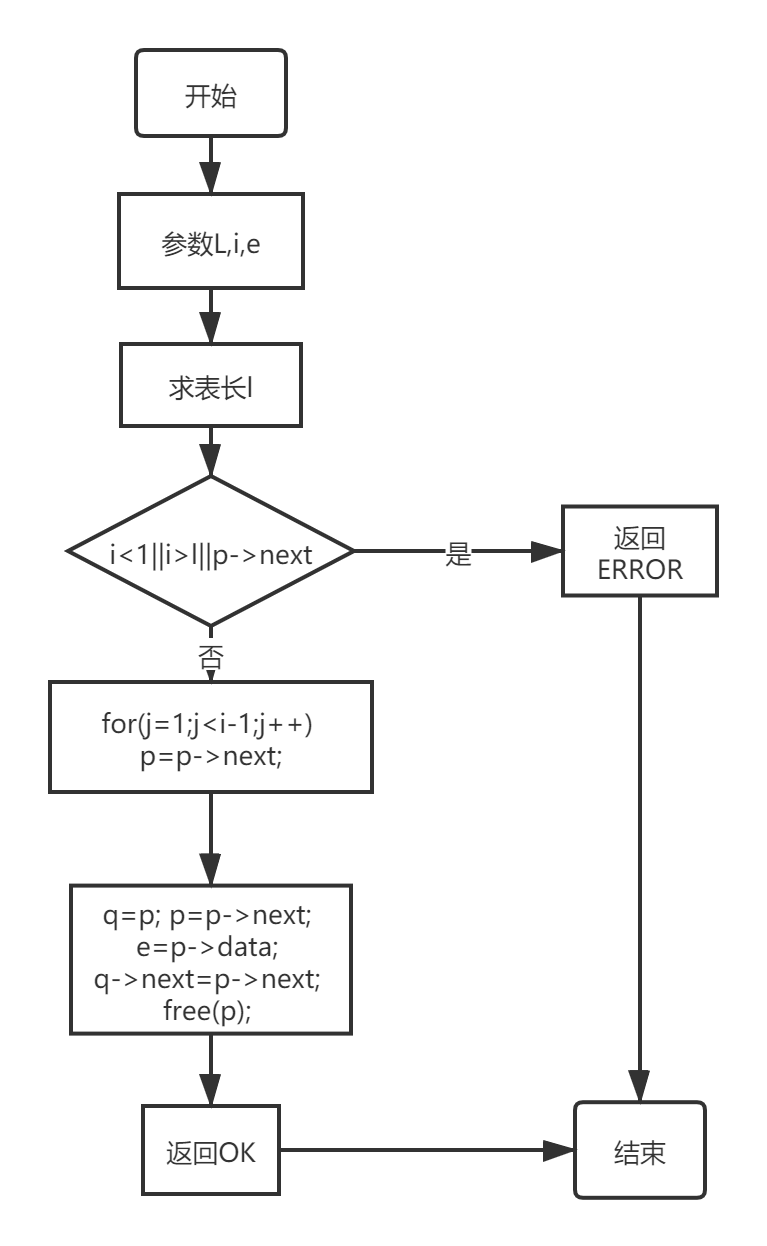 开始
参数L,i,e
求表长l
i<1||i>l||p->next
是
返回
ERROR
否
for(j=1;j<i-1;j++)
p=p->next;
q=p; p=p->next;
e=p->data;
q->next=p->next;
free(p);
返回OK
结束